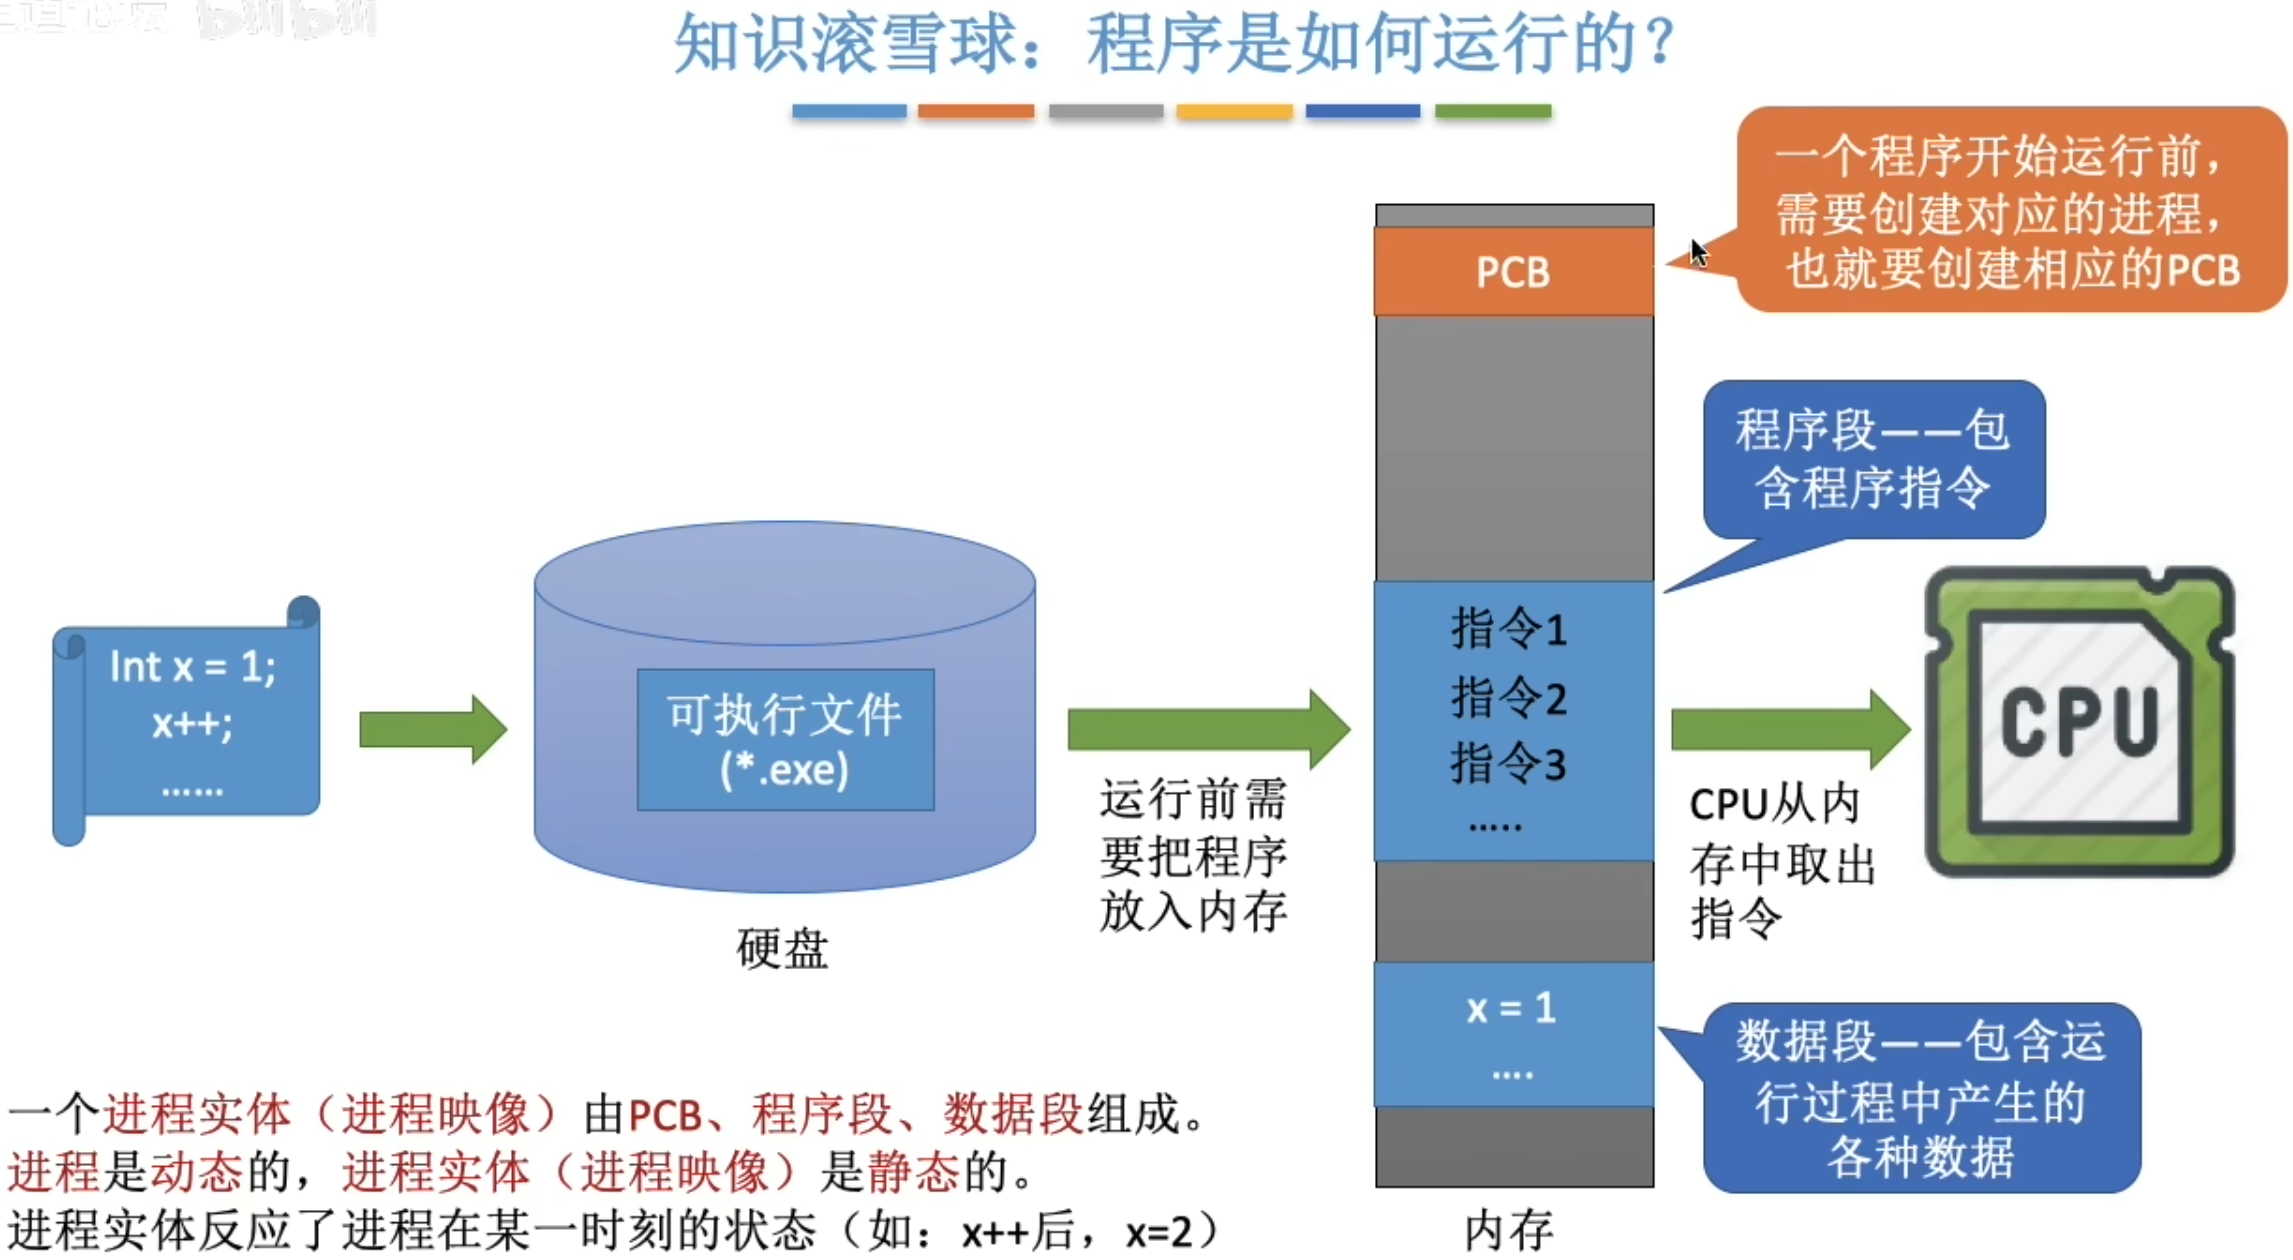 bilibili
知识滚雪球：程序是如何运行的？
一个程序开始运行前，
需要创建对应的进程，
也就要创建相应的PCB
PCB
程序段——包
含程序指令
Int x = 1;
x++;
......
可执行文件
(*.exe)
硬盘
运行前需
要把程序
放入内存
指令1
指令2
指令3
.....
CPU从内
存中取出
指令
CPU
x = 1
....
数据段——包含运
行过程中产生的
各种数据
内存
一个进程实体（进程映像）由PCB、程序段、数据段组成。
进程是动态的，进程实体（进程映像）是静态的。
进程实体反应了进程在某一时刻的状态（如：x++后，x=2）